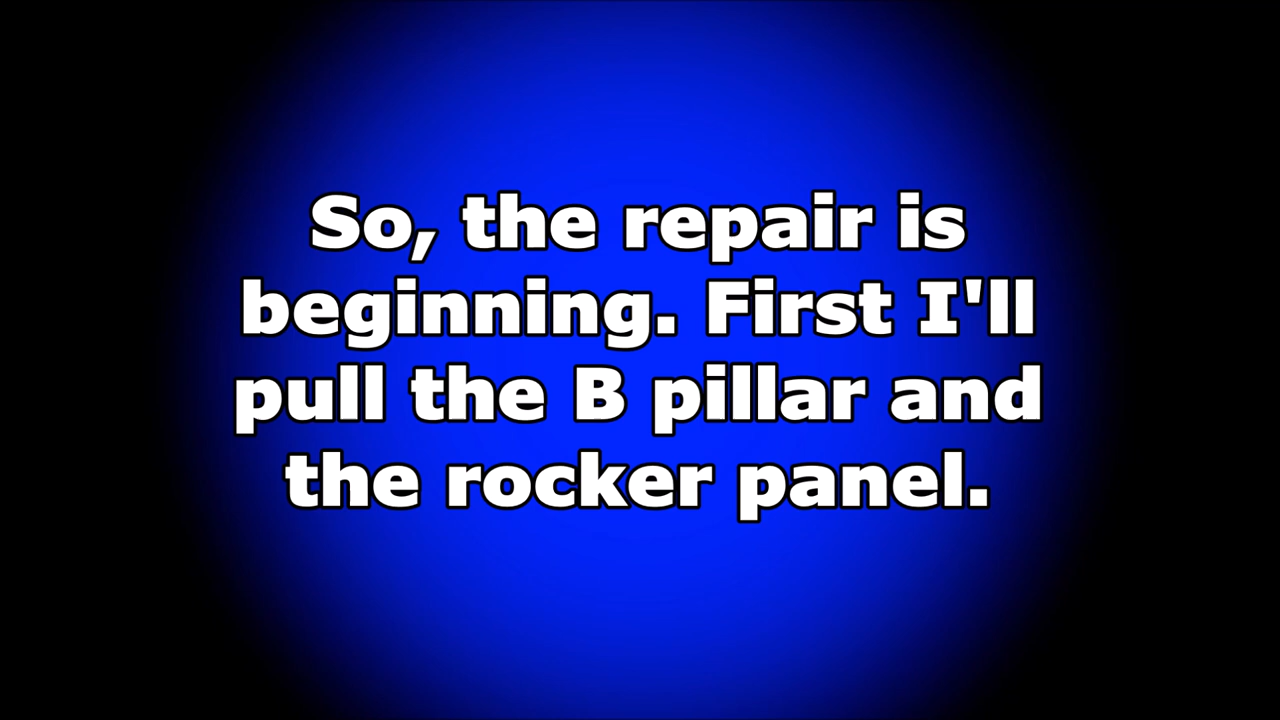 So, the repair is
beginning. First I'll
pull the B pillar and
the rocker panel.